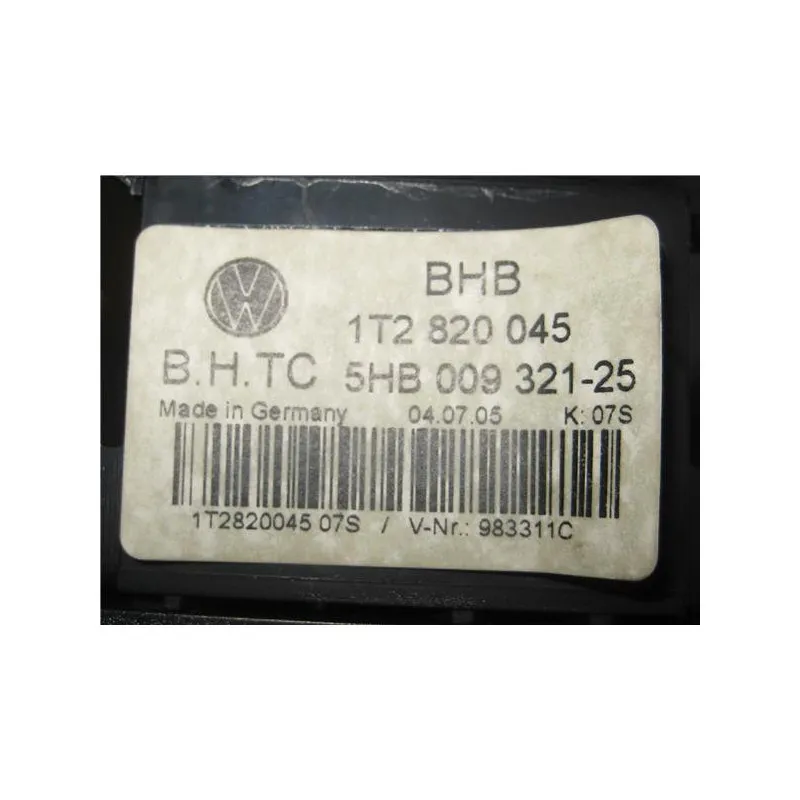 BHB
1T2 820 045
B.H.TC 5HB 009 321-25
Made in Germany 04.07.05 K: 07S
1T2820045 07S / V-Nr.: 983311C